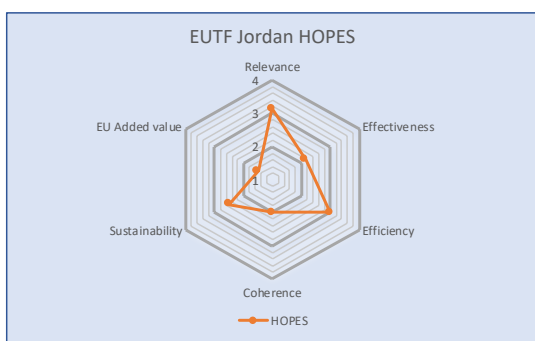 EUTF Jordan HOPES
Relevance
4
EU Added value
Effectiveness
3
2
1
Sustainability
Efficiency
Coherence
HOPES